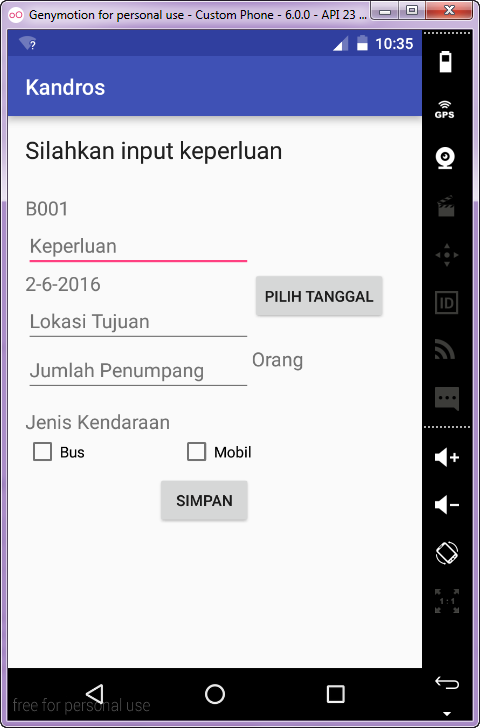 Genymotion for personal use - Custom Phone - 6.0.0 - API 23 ...
10:35
GPS
Kandros
Silahkan input keperluan
B001
Keperluan
2-6-2016
PILIH TANGGAL
ID
Lokasi Tujuan
Orang
Jumlah Penumpang
Jenis Kendaraan
Bus
Mobil
SIMPAN
1:1
free for personal use